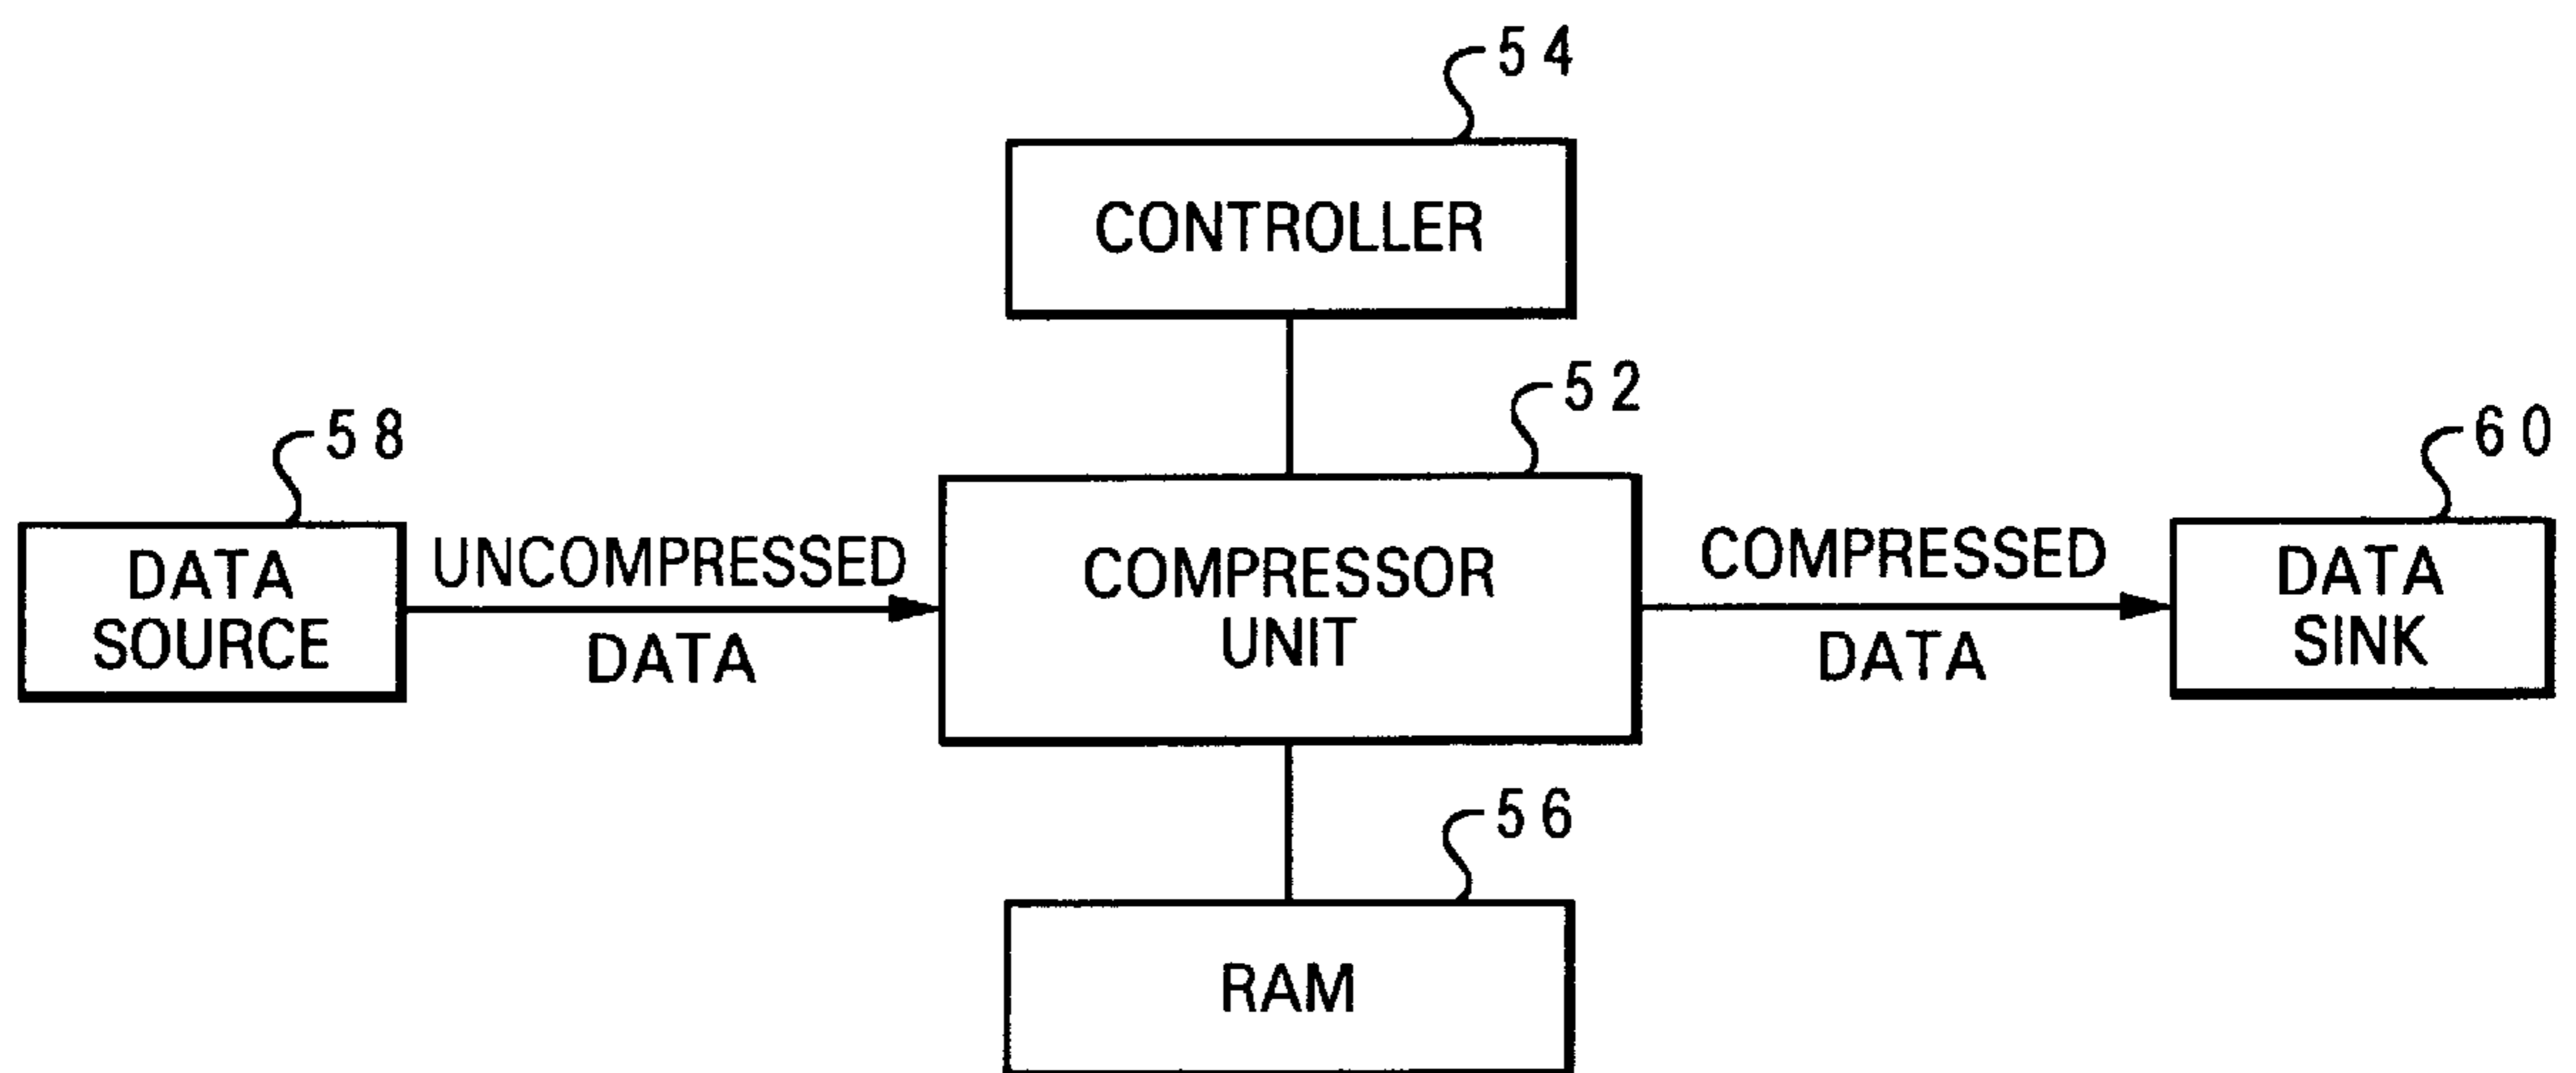 54
CONTROLLER
52
58
60
DATA
SOURCE
UNCOMPRESSED
DATA
COMPRESSOR
UNIT
COMPRESSED
DATA
DATA
SINK
56
RAM